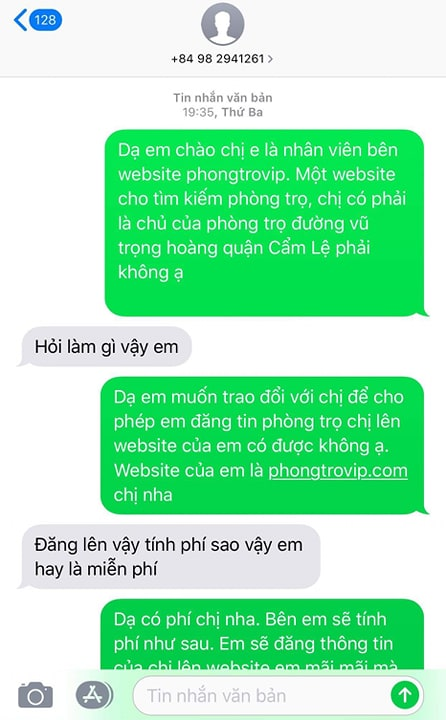 128
+84 98 2941261 >
Tin nhắn văn bản
19:35, Thứ Ba
Dạ em chào chị e là nhân viên bên
website phongtrovip. Một website
cho tìm kiếm phòng trọ, chị có phải
là chủ của phòng trọ đường vũ
trọng hoàng quận Cẩm Lệ phải
không ạ
Hỏi làm gì vậy em
Dạ em muốn trao đổi với chị để cho
phép em đăng tin phòng trọ chị lên
website của em có được không ạ.
Website của em là phongtrovip.com
chị nha
Đăng lên vậy tính phí sao vậy em
hay là miễn phí
Dạ có phí chị nha. Bên em sẽ tính
phí như sau. Em sẽ đăng thông tin
của chị lên website em mãi mãi mà
Tin nhắn văn bản